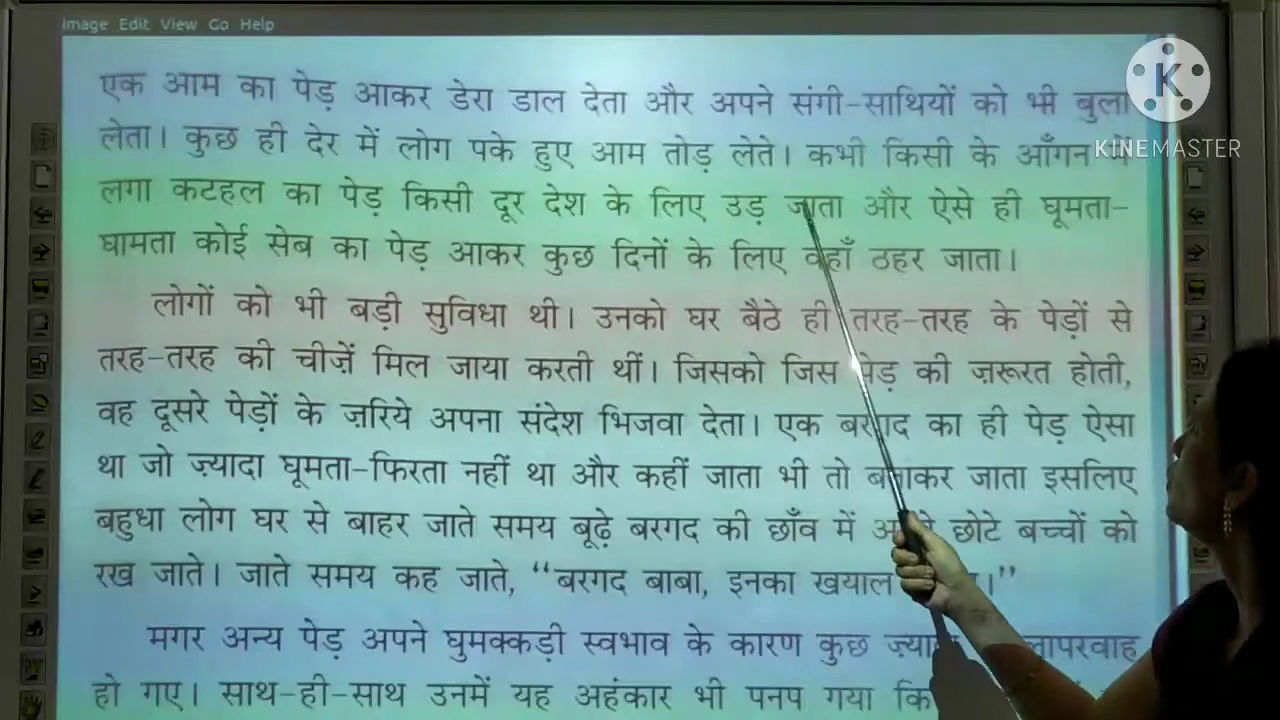 Image Edit View Go Help
एक आम का पेड़ आकर डेरा डाल देता और अपने संगी-साथियों को भी बुला
लेता। कुछ ही देर में लोग पके हुए आम तोड़ लेते। कभी किसी के आँगन में
लगा कटहल का पेड़ किसी दूर देश के लिए उड़ जाता और ऐसे ही घूमता-
घामता कोई सेब का पेड़ आकर कुछ दिनों के लिए वहाँ ठहर जाता।
लोगों को भी बड़ी सुविधा थी। उनको घर बैठे ही तरह-तरह के पेड़ों से
तरह-तरह की चीज़ें मिल जाया करती थीं। जिसको जिस पेड़ की ज़रूरत होती,
वह दूसरे पेड़ों के ज़रिये अपना संदेश भिजवा देता। एक बरगद का ही पेड़ ऐसा
था जो ज़्यादा घूमता-फिरता नहीं था और कहीं जाता भी तो बताकर जाता इसलिए
बहुधा लोग घर से बाहर जाते समय बूढ़े बरगद की छाँव में छोटे बच्चों को
रख जाते। जाते समय कह जाते, “बरगद बाबा, इनका खयाल ।”
मगर अन्य पेड़ अपने घुमक्कड़ी स्वभाव के कारण कुछ लापरवाह
हो गए। साथ-ही-साथ उनमें यह अहंकार भी पनप गया कि
K
KINEMASTER